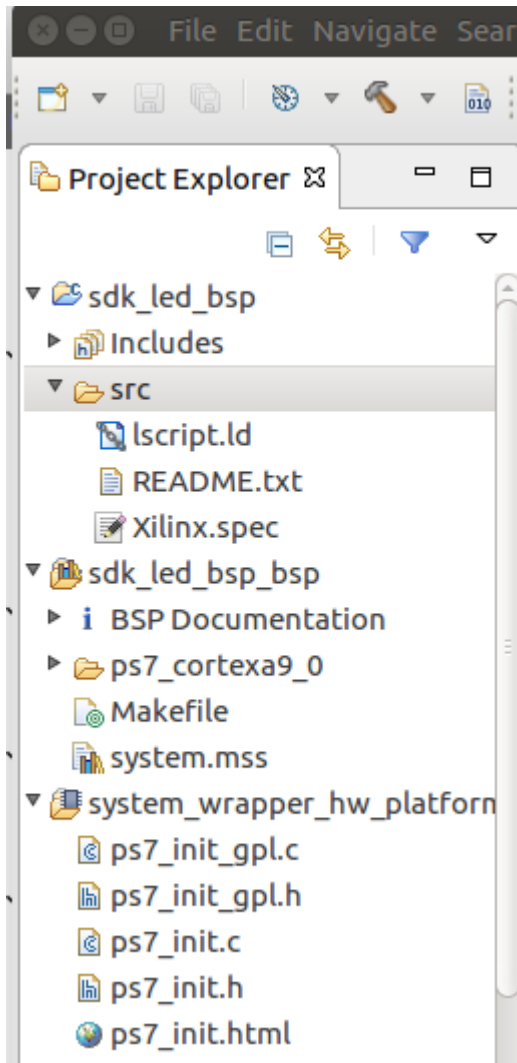 File Edit Navigate Sear
010
Project Explorer
sdk_led_bsp
Includes
src
lscript.ld
README.txt
Xilinx.spec
sdk_led_bsp_bsp
BSP Documentation
ps7_cortexa9_0
Makefile
system.mss
system_wrapper_hw_platform
ps7_init_gpl.c
ps7_init_gpl.h
ps7_init.c
ps7_init.h
ps7_init.html